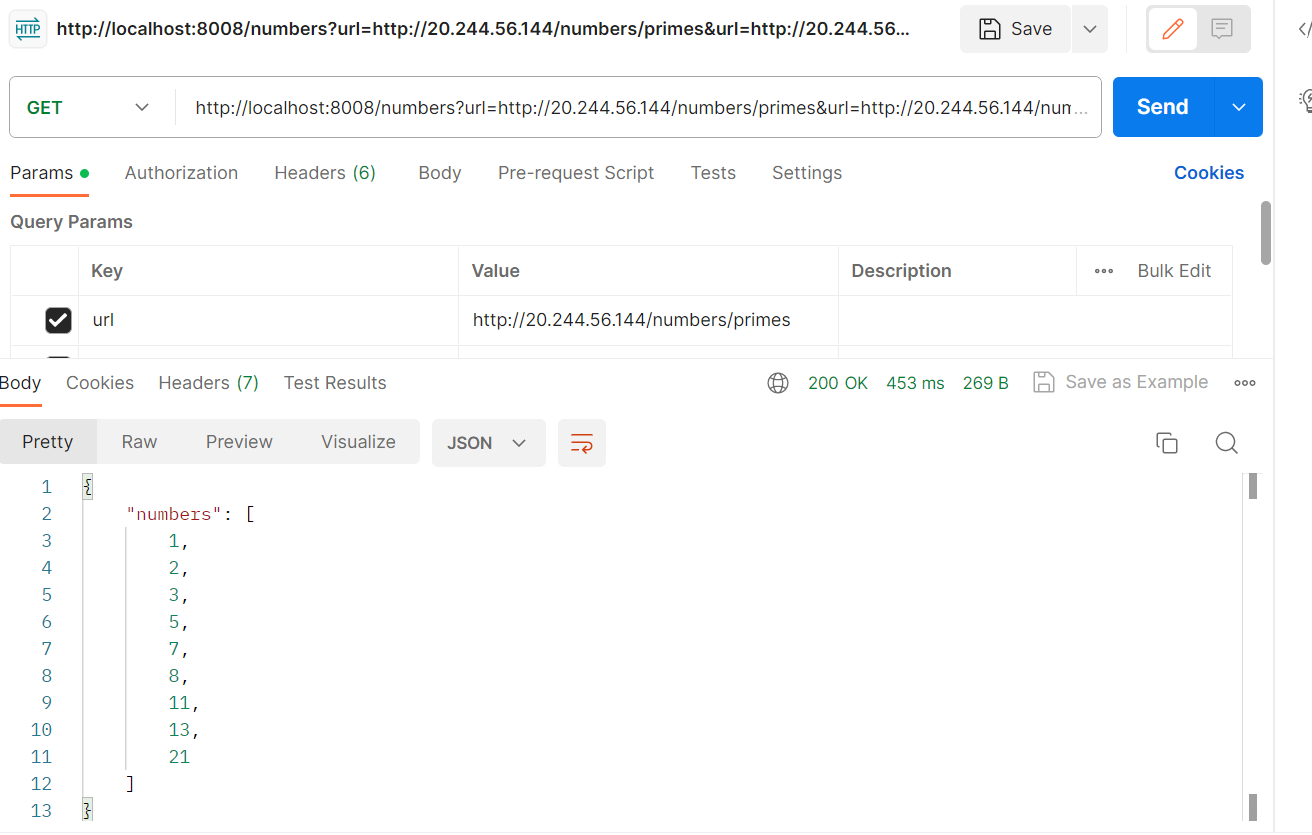 HTTP http://localhost:8008/numbers?url=http://20.244.56.144/numbers/primes&url=http://20.244.56... Save
GET http://localhost:8008/numbers?url=http://20.244.56.144/numbers/primes&url=http://20.244.56.144/num... Send
Params Authorization Headers (6) Body Pre-request Script Tests Settings Cookies
Query Params
Key Value Description Bulk Edit
url http://20.244.56.144/numbers/primes
Body Cookies Headers (7) Test Results 200 OK 453 ms 269 B Save as Example
Pretty Raw Preview Visualize JSON
1 {
2 "numbers": [
3 1,
4 2,
5 3,
6 5,
7 7,
8 8,
9 11,
10 13,
11 21
12 ]
13 }